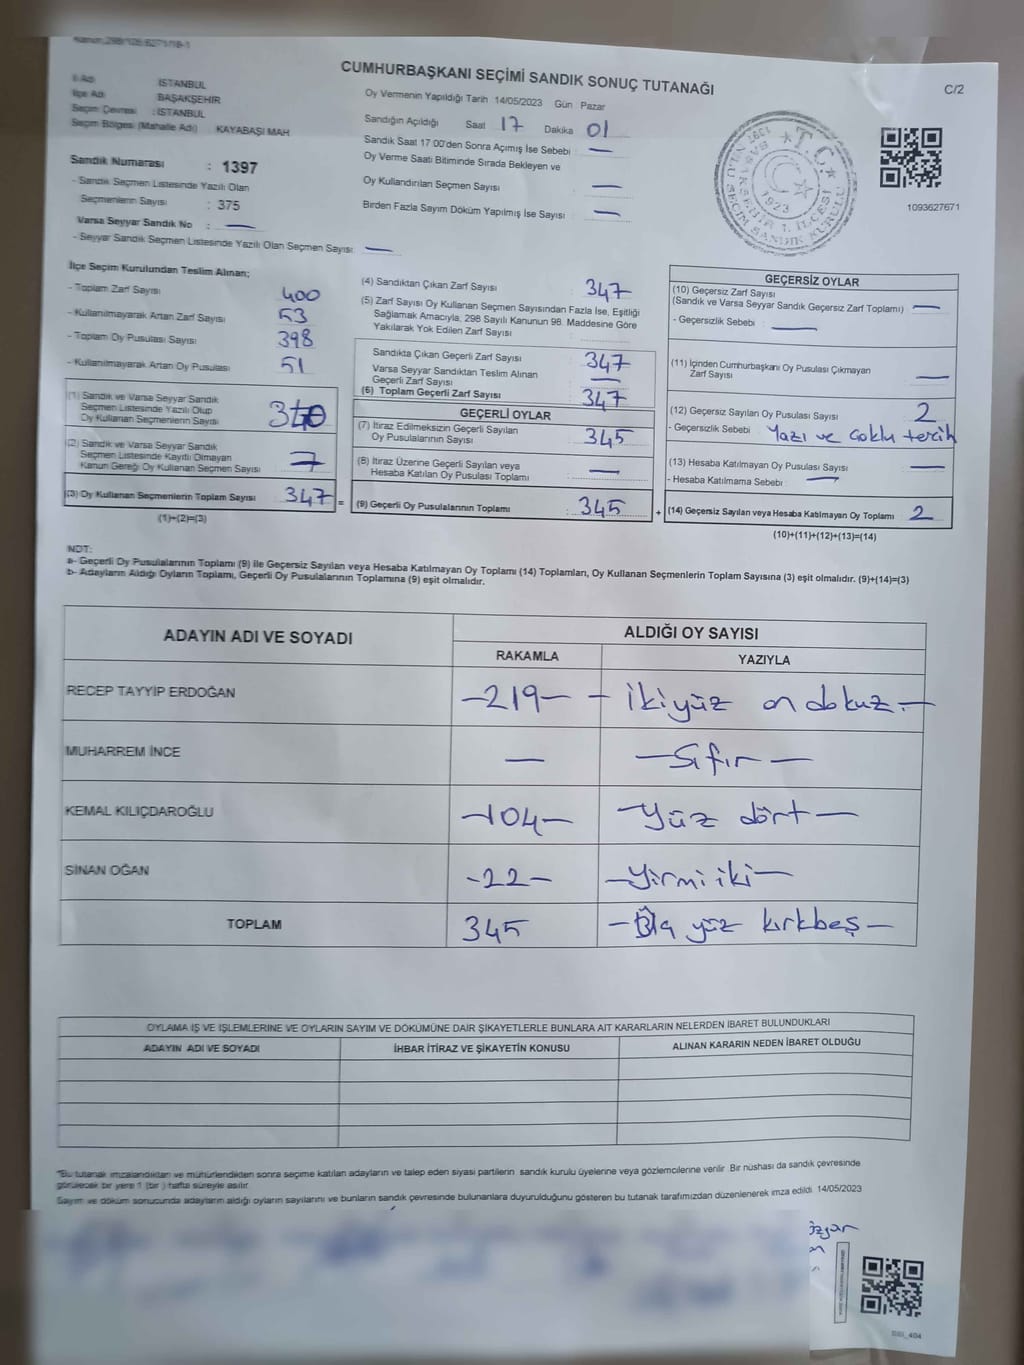 CUMHURBAŞKANI SEÇİMİ SANDIK SONUÇ TUTANAĞI
C/2
İl Adı : İSTANBUL
İlçe Adı : BAŞAKŞEHİR
Seçim Çevresi : İSTANBUL
Seçim Bölgesi (Mahalle Adı) : KAYABAŞI MAH
Oy Vermenin Yapıldığı Tarih 14/05/2023 Gün Pazar
Sandığın Açıldığı Saat 17 Dakika 01
Sandık Saat 17:00'den Sonra Açımış İse Sebebi : —
Oy Verme Saati Bitiminde Sırada Bekleyen ve
Oy Kullandırılan Seçmen Sayısı : —
Birden Fazla Sayım Döküm Yapılmış İse Sayısı : —
1093627671
Sandık Numarası : 1397
- Sandık Seçmen Listesinde Yazılı Olan
Seçmenlerin Sayısı : 375
Varsa Seyyar Sandık No : —
- Seyyar Sandık Seçmen Listesinde Yazılı Olan Seçmen Sayısı: —
İlçe Seçim Kurulundan Teslim Alınan;
- Toplam Zarf Sayısı 400
- Kullanılmayarak Artan Zarf Sayısı 53
- Toplam Oy Pusulası Sayısı 398
- Kullanılmayarak Artan Oy Pusulası 51
(1) Sandık ve Varsa Seyyar Sandık
Seçmen Listesinde Yazılı Olup
Oy Kullanan Seçmenlerin Sayısı 340
(2) Sandık ve Varsa Seyyar Sandık
Seçmen Listesinde Kayıtlı Olmayan
Kanun Gereği Oy Kullanan Seçmen Sayısı 7
(3) Oy Kullanan Seçmenlerin Toplam Sayısı 347 =
(1)+(2)=(3)
(4) Sandıktan Çıkan Zarf Sayısı : 347
(5) Zarf Sayısı Oy Kullanan Seçmen Sayısından Fazla İse, Eşitliği
Sağlamak Amacıyla, 298 Sayılı Kanunun 98. Maddesine Göre
Yakılarak Yok Edilen Zarf Sayısı :
Sandıkta Çıkan Geçerli Zarf Sayısı : 347
Varsa Seyyar Sandıktan Teslim Alınan
Geçerli Zarf Sayısı : —
(6) Toplam Geçerli Zarf Sayısı : 347
GEÇERLİ OYLAR
(7) İtiraz Edilmeksizin Geçerli Sayılan
Oy Pusulalarının Sayısı : 345
(8) İtiraz Üzerine Geçerli Sayılan veya
Hesaba Katılan Oy Pusulası Toplamı : —
(9) Geçerli Oy Pusulalarının Toplamı : 345 +
GEÇERSİZ OYLAR
(10) Geçersiz Zarf Sayısı
(Sandık ve Varsa Seyyar Sandık Geçersiz Zarf Toplamı) : —
- Geçersizlik Sebebi : —
(11) İçinden Cumhurbaşkanı Oy Pusulası Çıkmayan
Zarf Sayısı : —
(12) Geçersiz Sayılan Oy Pusulası Sayısı : 2
- Geçersizlik Sebebi : Yazı ve çoklu tercih
(13) Hesaba Katılmayan Oy Pusulası Sayısı : —
- Hesaba Katılmama Sebebi : —
(14) Geçersiz Sayılan veya Hesaba Katılmayan Oy Toplamı : 2
(10)+(11)+(12)+(13)=(14)
NOT:
a- Geçerli Oy Pusulalarının Toplamı (9) ile Geçersiz Sayılan veya Hesaba Katılmayan Oy Toplamı (14) Toplamları, Oy Kullanan Seçmenlerin Toplam Sayısına (3) eşit olmalıdır. (9)+(14)=(3)
b- Adayların Aldığı Oyların Toplamı, Geçerli Oy Pusulalarının Toplamına (9) eşit olmalıdır.
ADAYIN ADI VE SOYADI
ALDIĞI OY SAYISI
RAKAMLA YAZIYLA
RECEP TAYYİP ERDOĞAN -219- - İkiyüz on dokuz -
MUHARREM İNCE — - Sıfır -
KEMAL KILIÇDAROĞLU -104- - Yüz dört -
SİNAN OĞAN -22- - Yirmi iki -
TOPLAM 345 - yüz kırkbeş -
OYLAMA İŞ VE İŞLEMLERİNE VE OYLARIN SAYIM VE DÖKÜMÜNE DAİR ŞİKAYETLERLE BUNLARA AİT KARARLARIN NELERDEN İBARET BULUNDUKLARI
ADAYIN ADI VE SOYADI İHBAR İTİRAZ VE ŞİKAYETİN KONUSU ALINAN KARARIN NEDEN İBARET OLDUĞU
*Bu tutanak imzalandıktan ve mühürlendikten sonra seçime katılan adayların ve talep eden siyasi partilerin sandık kurulu üyelerine veya gözlemcilerine verilir. Bir nüshası da sandık çevresinde
görülecek bir yere 1 (bir ) hafta süreyle asılır.
Sayım ve döküm sonucunda adayların aldığı oyların sayılarını ve bunların sandık çevresinde bulunanlara duyurulduğunu gösteren bu tutanak tarafımızdan düzenlenerek imza edildi. 14/05/2023